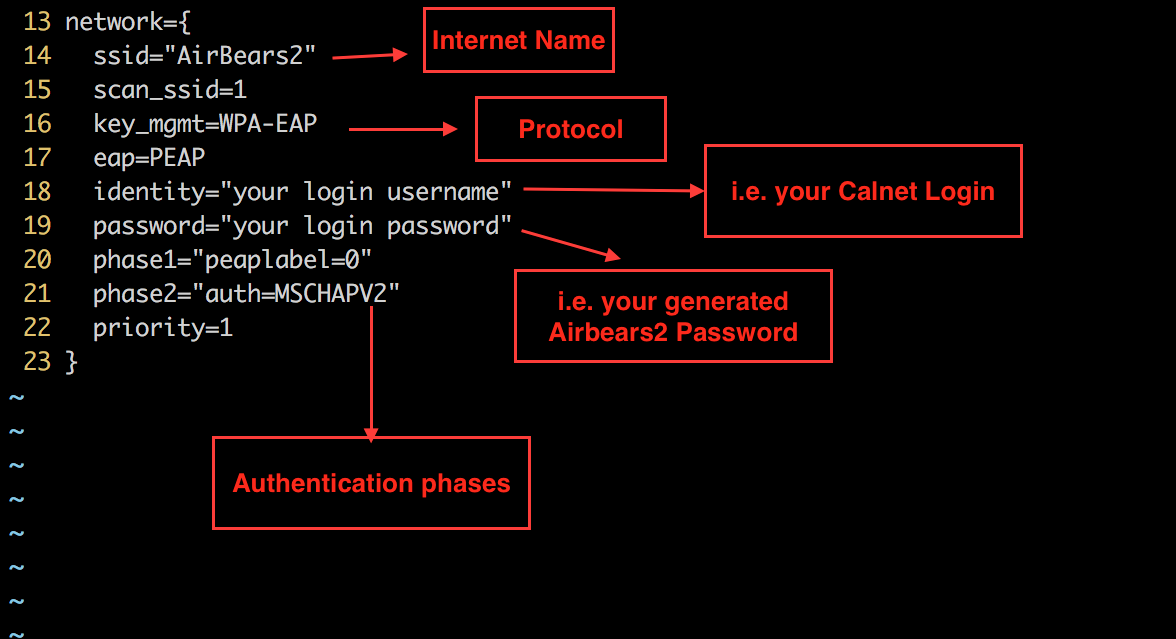 13 network={
14 ssid="AirBears2"
Internet Name
15 scan_ssid=1
16 key_mgmt=WPA-EAP
Protocol
17 eap=PEAP
18 identity="your login username"
i.e. your Calnet Login
19 password="your login password"
20 phase1="peaplabel=0"
21 phase2="auth=MSCHAPV2"
i.e. your generated
Airbears2 Password
22 priority=1
23 }
~
~
~
Authentication phases
~
~
~
~
~